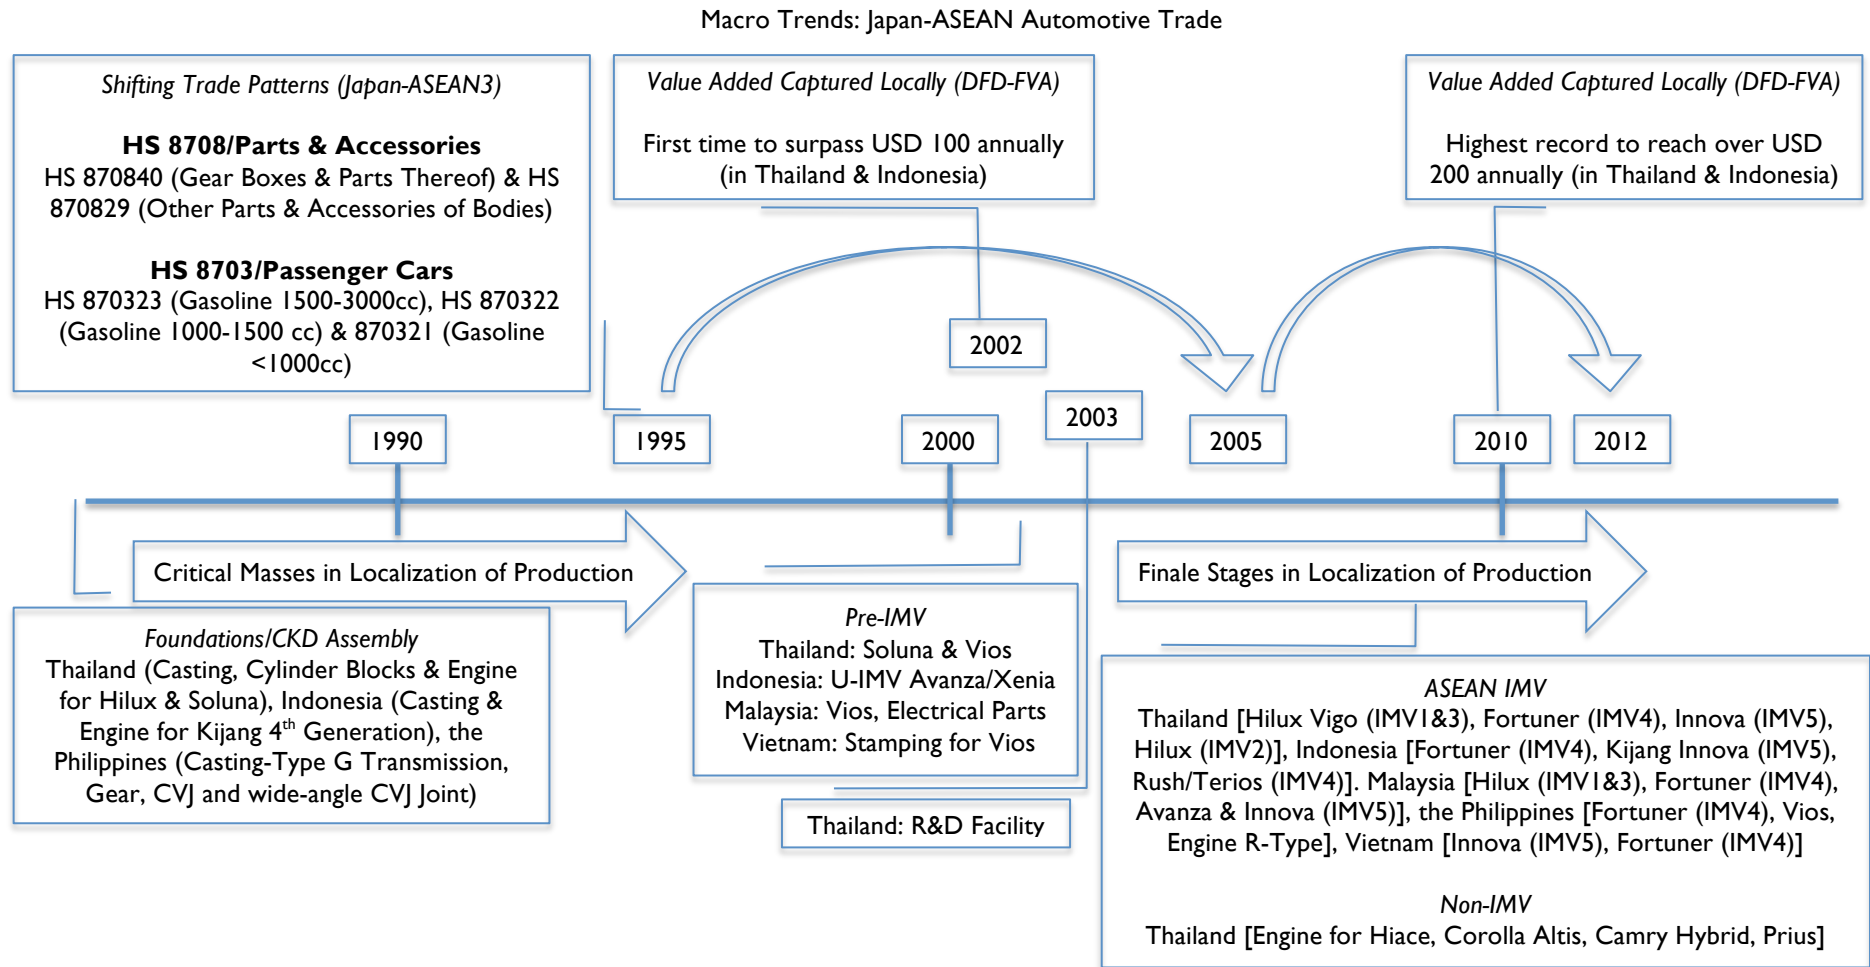 Macro Trends: Japan-ASEAN Automotive Trade
Shifting Trade Patterns (Japan-ASEAN3)
HS 8708/Parts & Accessories
HS 870840 (Gear Boxes & Parts Thereof) & HS
870829 (Other Parts & Accessories of Bodies)
HS 8703/Passenger Cars
HS 870323 (Gasoline 1500-3000cc), HS 870322
(Gasoline 1000-1500 cc) & 870321 (Gasoline
<1000cc)
Value Added Captured Locally (DFD-FVA)
First time to surpass USD 100 annually
(in Thailand & Indonesia)
Value Added Captured Locally (DFD-FVA)
Highest record to reach over USD
200 annually (in Thailand & Indonesia)
2002
2003
1990
1995
2000
2005
2010
2012
Critical Masses in Localization of Production
Finale Stages in Localization of Production
Foundations/CKD Assembly
Thailand (Casting, Cylinder Blocks & Engine
for Hilux & Soluna), Indonesia (Casting &
Engine for Kijang 4th Generation), the
Philippines (Casting-Type G Transmission,
Gear, CVJ and wide-angle CVJ Joint)
Pre-IMV
Thailand: Soluna & Vios
Indonesia: U-IMV Avanza/Xenia
Malaysia: Vios, Electrical Parts
Vietnam: Stamping for Vios
Thailand: R&D Facility
ASEAN IMV
Thailand [Hilux Vigo (IMV1&3), Fortuner (IMV4), Innova (IMV5),
Hilux (IMV2)], Indonesia [Fortuner (IMV4), Kijang Innova (IMV5),
Rush/Terios (IMV4)]. Malaysia [Hilux (IMV1&3), Fortuner (IMV4),
Avanza & Innova (IMV5)], the Philippines [Fortuner (IMV4), Vios,
Engine R-Type], Vietnam [Innova (IMV5), Fortuner (IMV4)]
Non-IMV
Thailand [Engine for Hiace, Corolla Altis, Camry Hybrid, Prius]